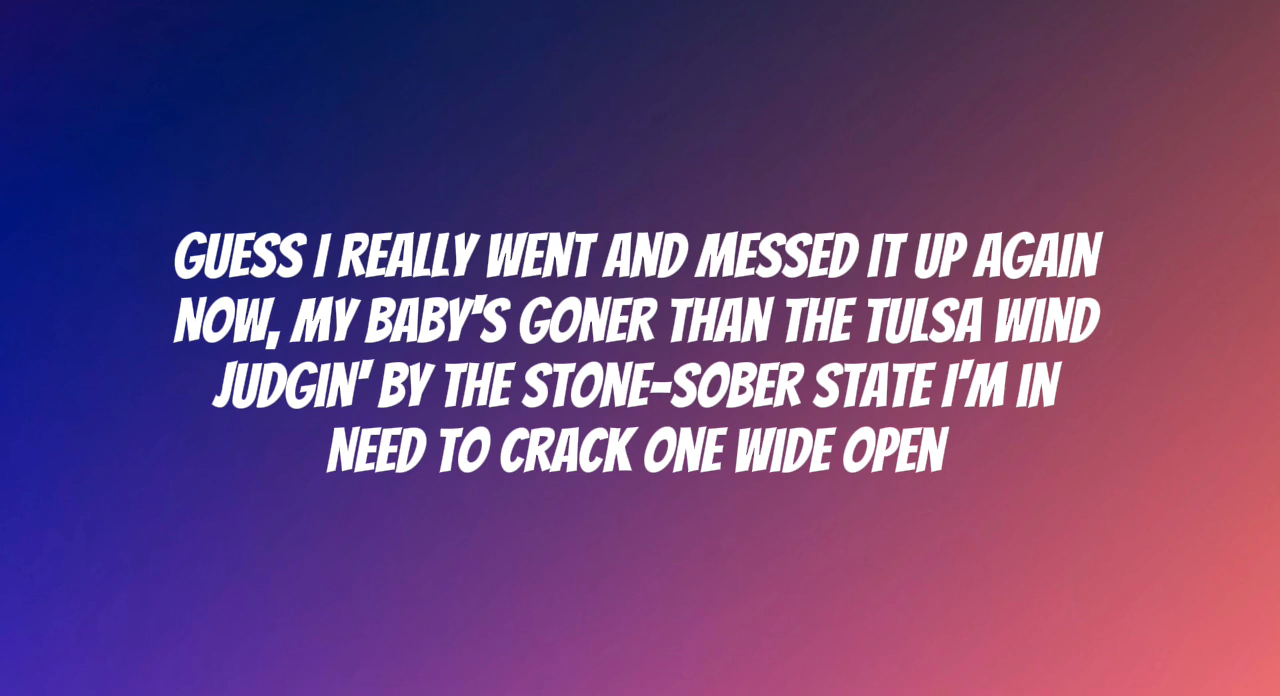 GUESS I REALLY WENT AND MESSED IT UP AGAIN
NOW, MY BABY'S GONER THAN THE TULSA WIND
JUDGIN' BY THE STONE-SOBER STATE I'M IN
NEED TO CRACK ONE WIDE OPEN